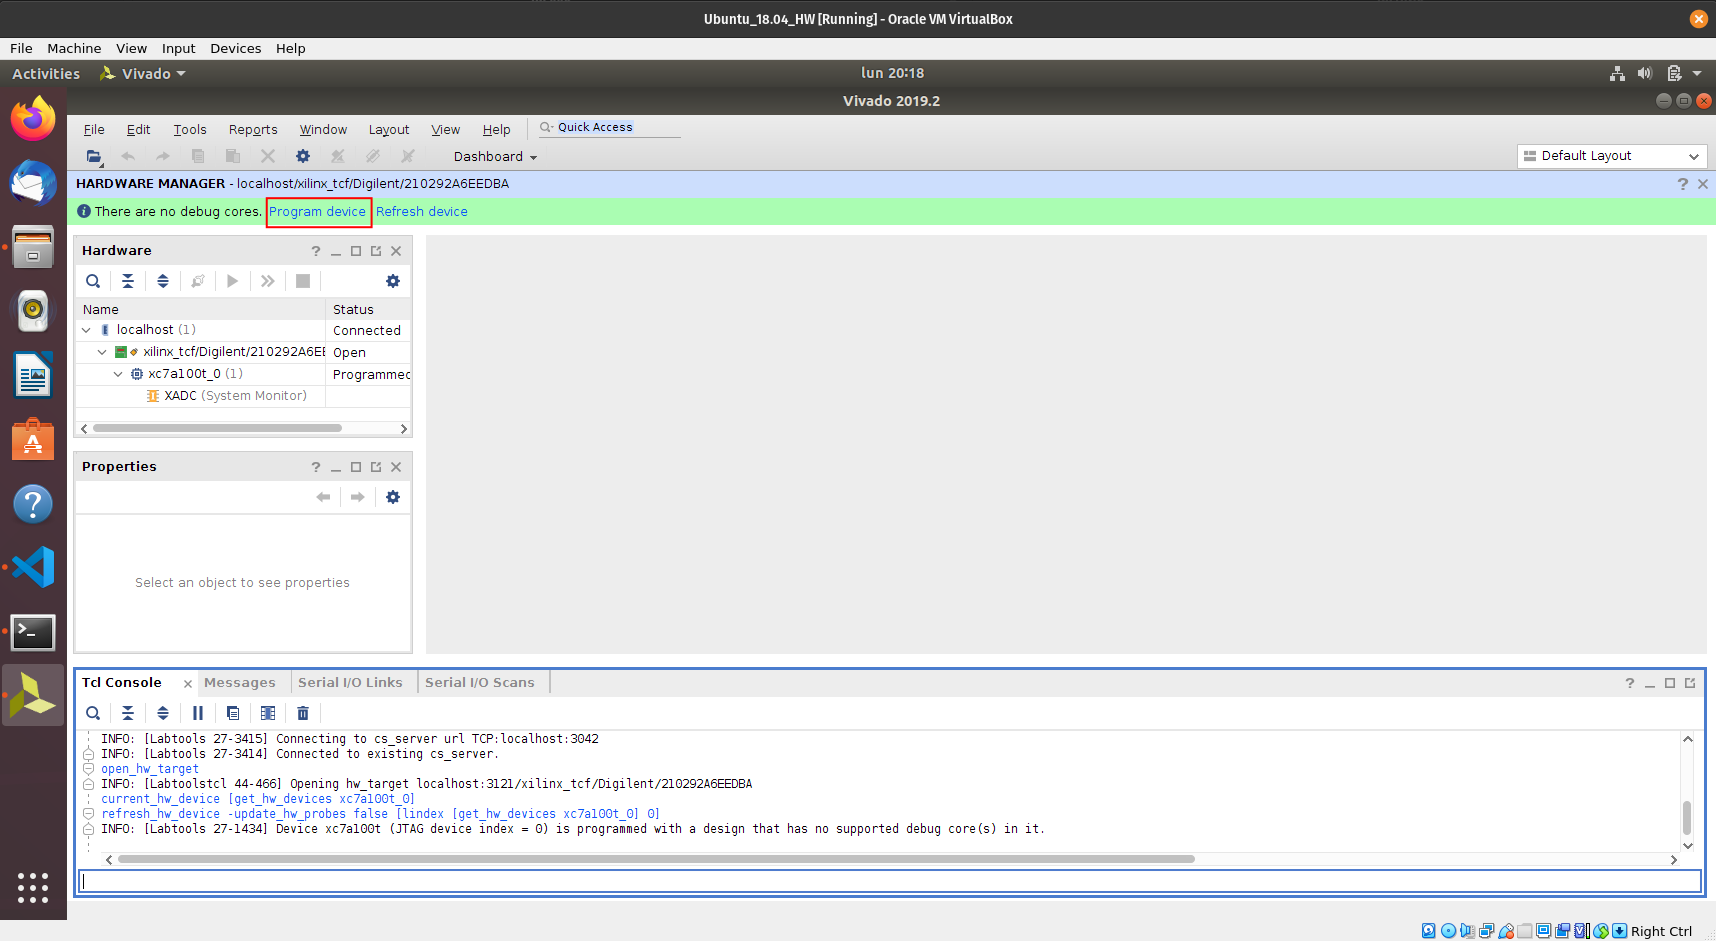 Ubuntu_18.04_HW [Running] - Oracle VM VirtualBox
File Machine View Input Devices Help
Activities Vivado lun 20:18
Vivado 2019.2
File Edit Tools Reports Window Layout View Help Quick Access
Dashboard Default Layout
HARDWARE MANAGER - localhost/xilinx_tcf/Digilent/210292A6EEDBA
There are no debug cores. Program device Refresh device
Hardware
Name Status
localhost (1) Connected
xilinx_tcf/Digilent/210292A6EE Open
xc7a100t_0 (1) Programmed
XADC (System Monitor)
Properties
Select an object to see properties
Tcl Console Messages Serial I/O Links Serial I/O Scans
INFO: [Labtools 27-3415] Connecting to cs_server url TCP:localhost:3042
INFO: [Labtools 27-3414] Connected to existing cs_server.
open_hw_target
INFO: [Labtoolstcl 44-466] Opening hw_target localhost:3121/xilinx_tcf/Digilent/210292A6EEDBA
current_hw_device [get_hw_devices xc7a100t_0]
refresh_hw_device -update_hw_probes false [lindex [get_hw_devices xc7a100t_0] 0]
INFO: [Labtools 27-1434] Device xc7a100t (JTAG device index = 0) is programmed with a design that has no supported debug core(s) in it.
Right Ctrl